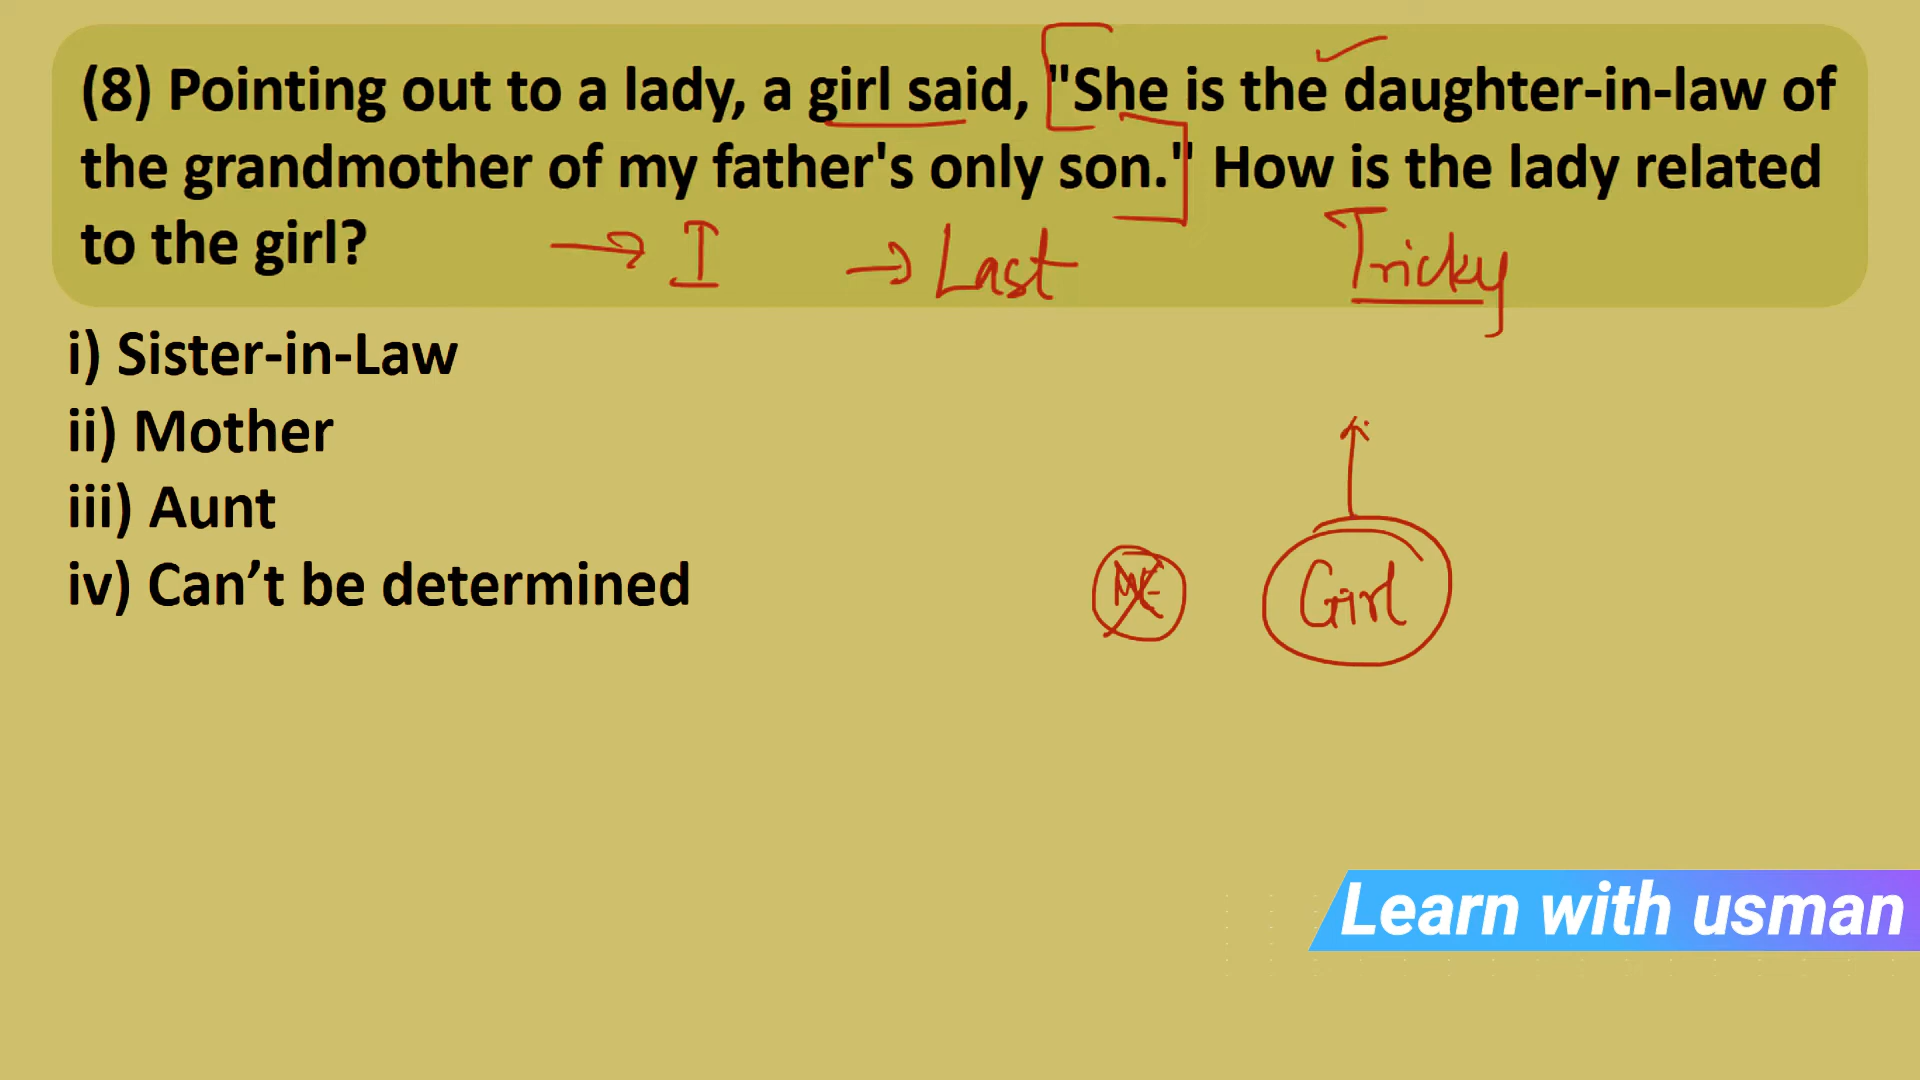 (8) Pointing out to a lady, a girl said, "She is the daughter-in-law of
the grandmother of my father's only son." How is the lady related
to the girl?
→ I → Last Tricky
i) Sister-in-Law
ii) Mother
iii) Aunt
iv) Can’t be determined
ME Girl
Learn with usman